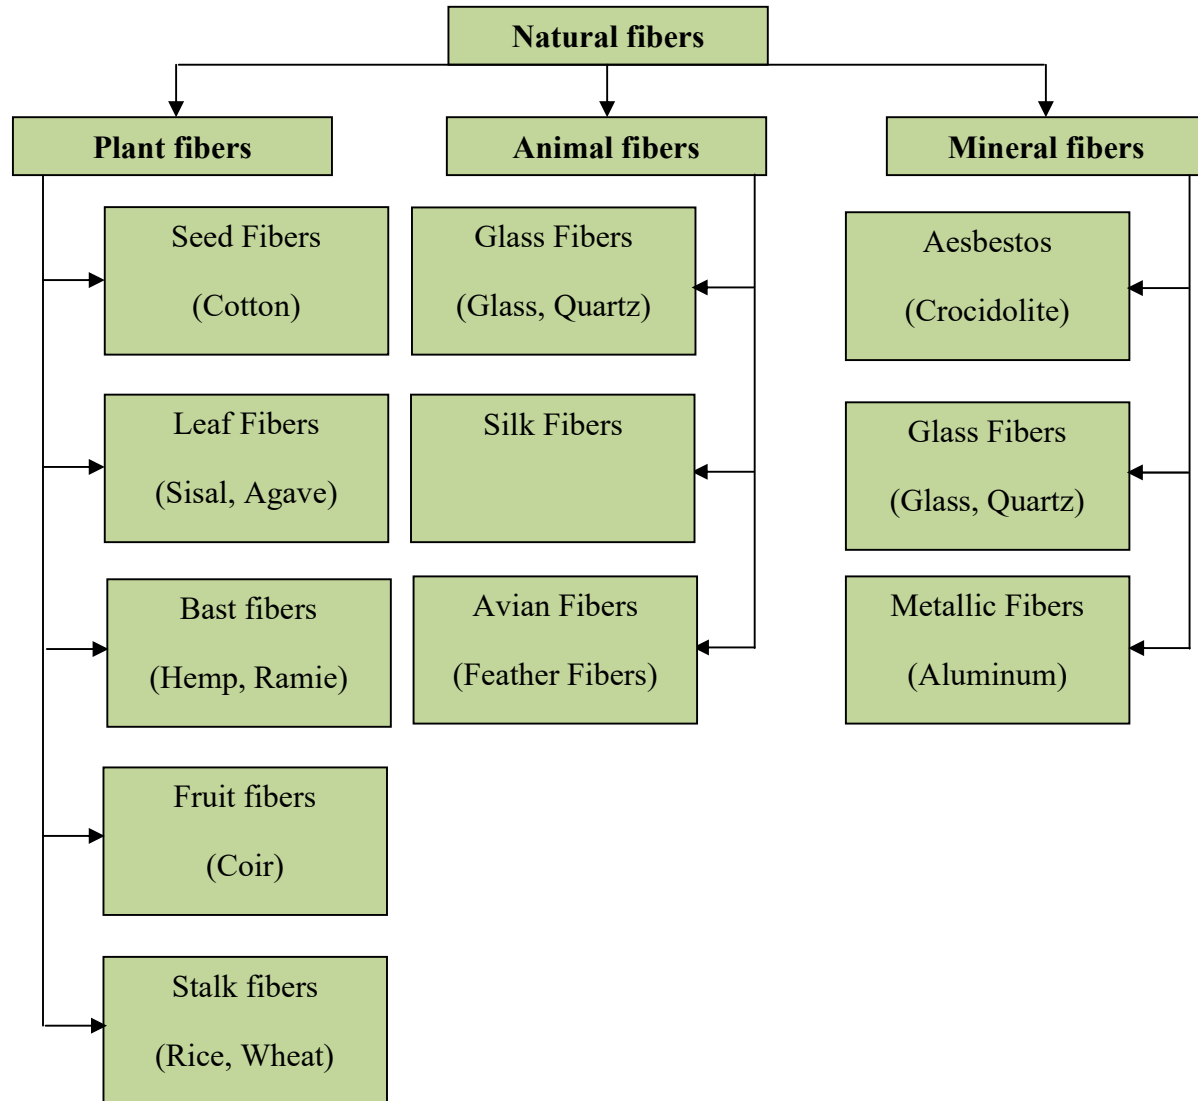 Natural fibers
Plant fibers
Animal fibers
Mineral fibers
Seed Fibers
(Cotton)
Leaf Fibers
(Sisal, Agave)
Bast fibers
(Hemp, Ramie)
Fruit fibers
(Coir)
Stalk fibers
(Rice, Wheat)
Glass Fibers
(Glass, Quartz)
Silk Fibers
Avian Fibers
(Feather Fibers)
Aesbestos
(Crocidolite)
Glass Fibers
(Glass, Quartz)
Metallic Fibers
(Aluminum)